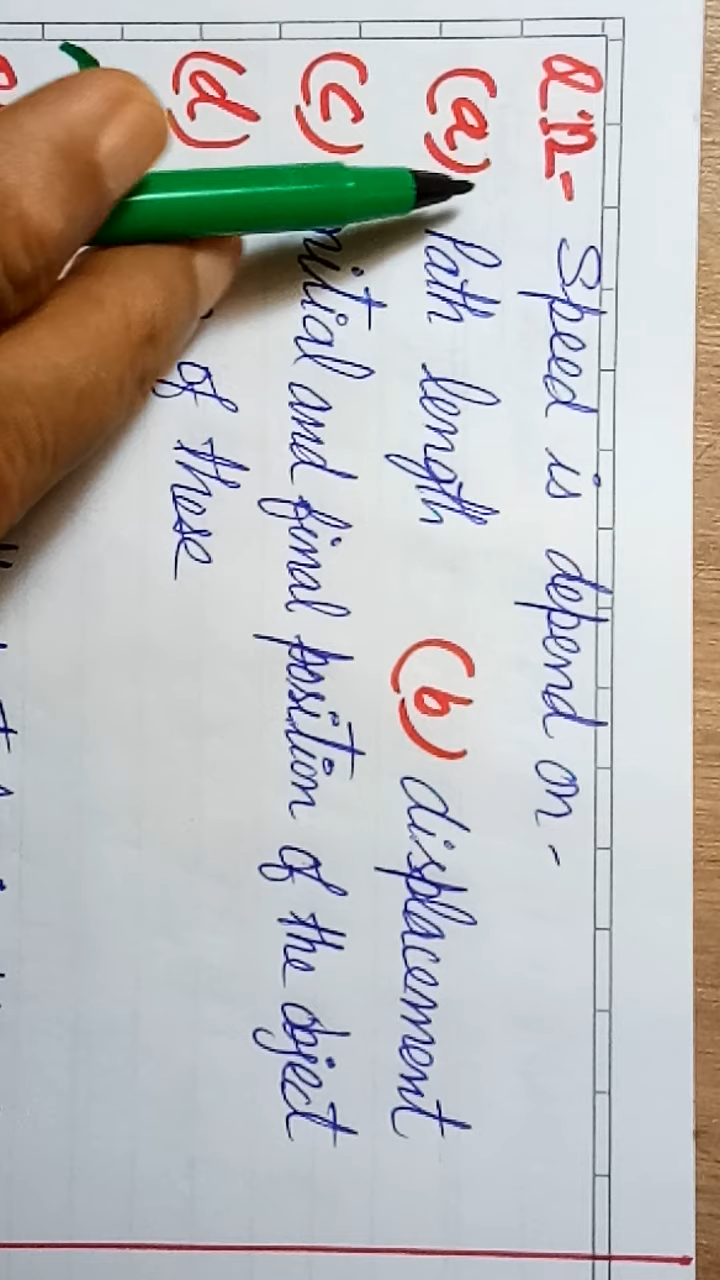 Q.12- Speed is depend on -
(a) Path length (b) displacement
(c) initial and final position of the object
(d) of these